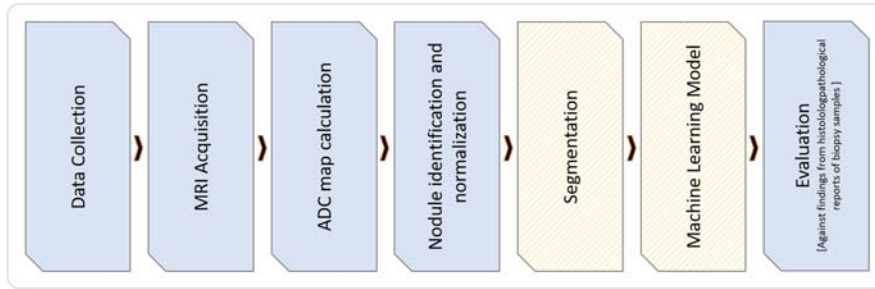 Data Collection
MRI Acquisition
ADC map calculation
Nodule identification and
normalization
Segmentation
Machine Learning Model
Evaluation
[Against findings from histolologpathological
reports of biopsy samples ]